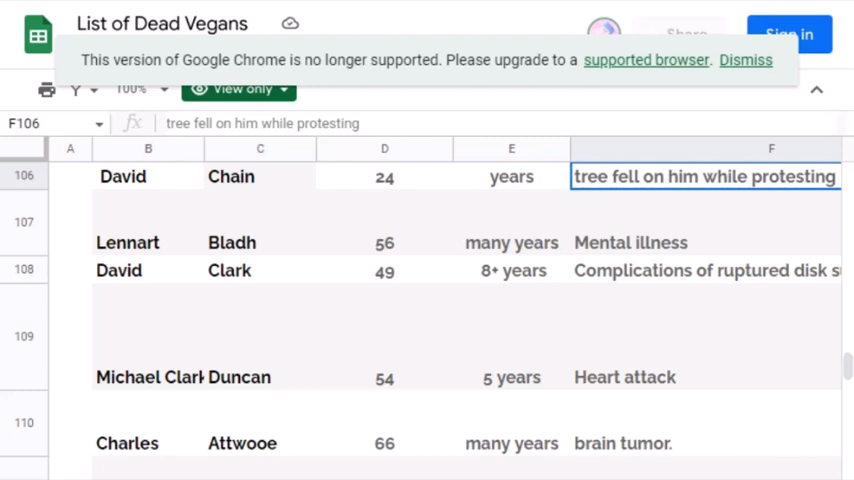 List of Dead Vegans
Sign in
This version of Google Chrome is no longer supported. Please upgrade to a supported browser. Dismiss
100% View only
F106 fx tree fell on him while protesting
A B C D E F
106 David Chain 24 years tree fell on him while protesting
107 Lennart Bladh 56 many years Mental illness
108 David Clark 49 8+ years Complications of ruptured disk
109 Michael Clark Duncan 54 5 years Heart attack
110 Charles Attwooe 66 many years brain tumor.